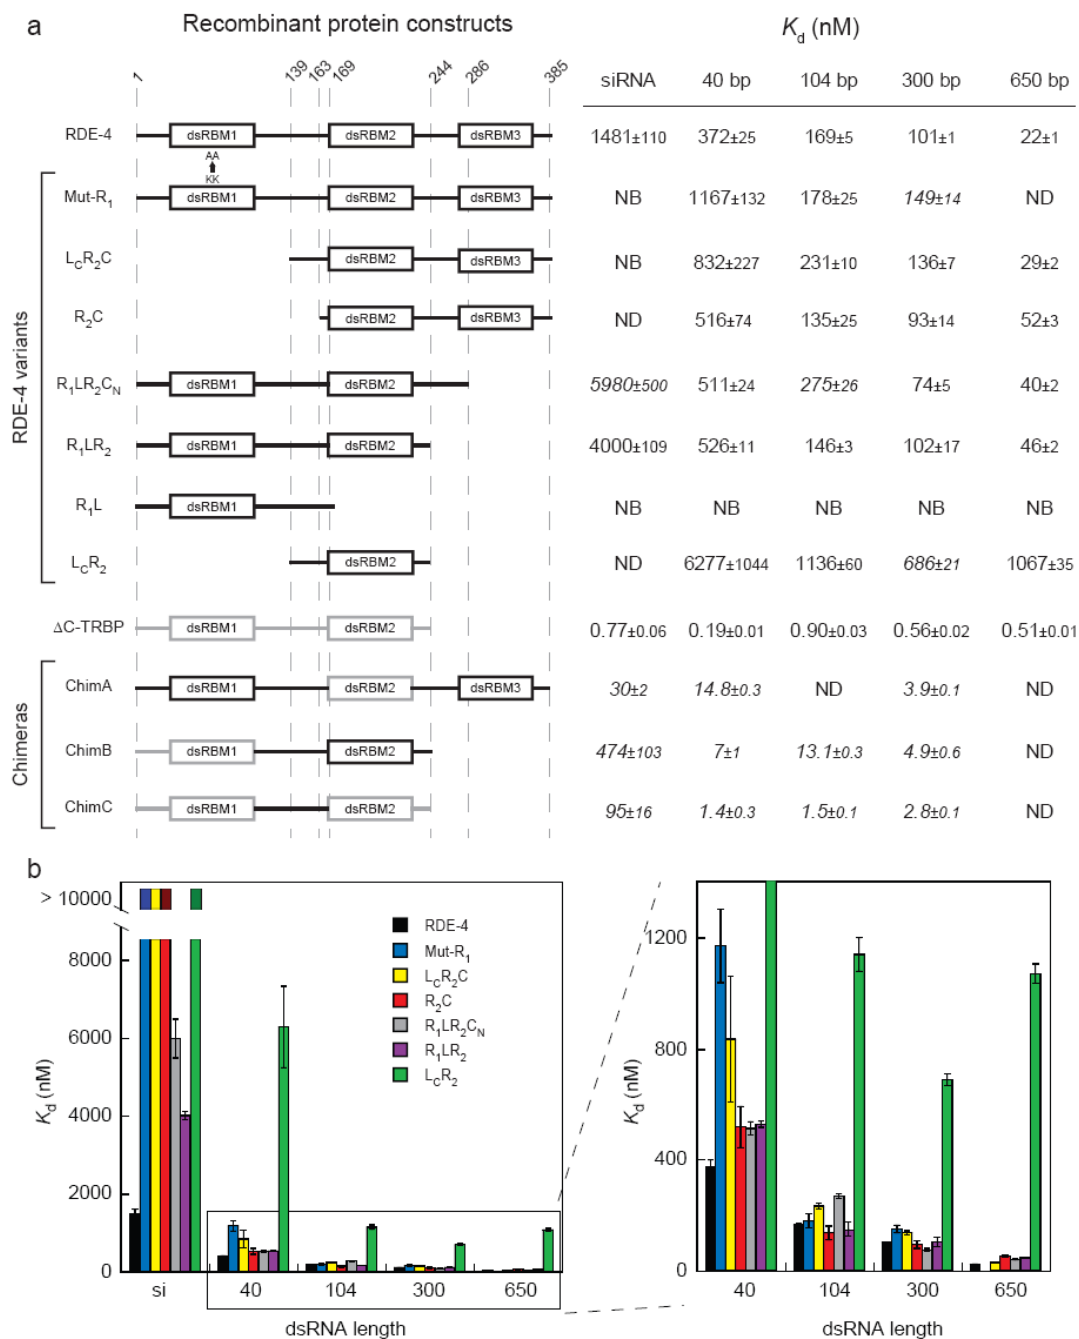 a
Recombinant protein constructs
K_d (nM)
1 139 163 169 244 286 385
siRNA 40 bp 104 bp 300 bp 650 bp
RDE-4 dsRBM1 dsRBM2 dsRBM3 1481±110 372±25 169±5 101±1 22±1
AA
KK
Mut-R₁ dsRBM1 dsRBM2 dsRBM3 NB 1167±132 178±25 149±14 ND
L_CR₂C dsRBM2 dsRBM3 NB 832±227 231±10 136±7 29±2
R₂C dsRBM2 dsRBM3 ND 516±74 135±25 93±14 52±3
R₁LR₂C_N dsRBM1 dsRBM2 5980±500 511±24 275±26 74±5 40±2
R₁LR₂ dsRBM1 dsRBM2 4000±109 526±11 146±3 102±17 46±2
R₁L dsRBM1 NB NB NB NB NB
L_CR₂ dsRBM2 ND 6277±1044 1136±60 686±21 1067±35
RDE-4 variants
ΔC-TRBP dsRBM1 dsRBM2 0.77±0.06 0.19±0.01 0.90±0.03 0.56±0.02 0.51±0.01
ChimA dsRBM1 dsRBM2 dsRBM3 30±2 14.8±0.3 ND 3.9±0.1 ND
ChimB dsRBM1 dsRBM2 474±103 7±1 13.1±0.3 4.9±0.6 ND
ChimC dsRBM1 dsRBM2 95±16 1.4±0.3 1.5±0.1 2.8±0.1 ND
Chimeras
b
> 10000
8000
6000
4000
2000
0
K_d (nM)
RDE-4
Mut-R₁
L_CR₂C
R₂C
R₁LR₂C_N
R₁LR₂
L_CR₂
si 40 104 300 650
dsRNA length
1200
800
400
0
K_d (nM)
40 104 300 650
dsRNA length